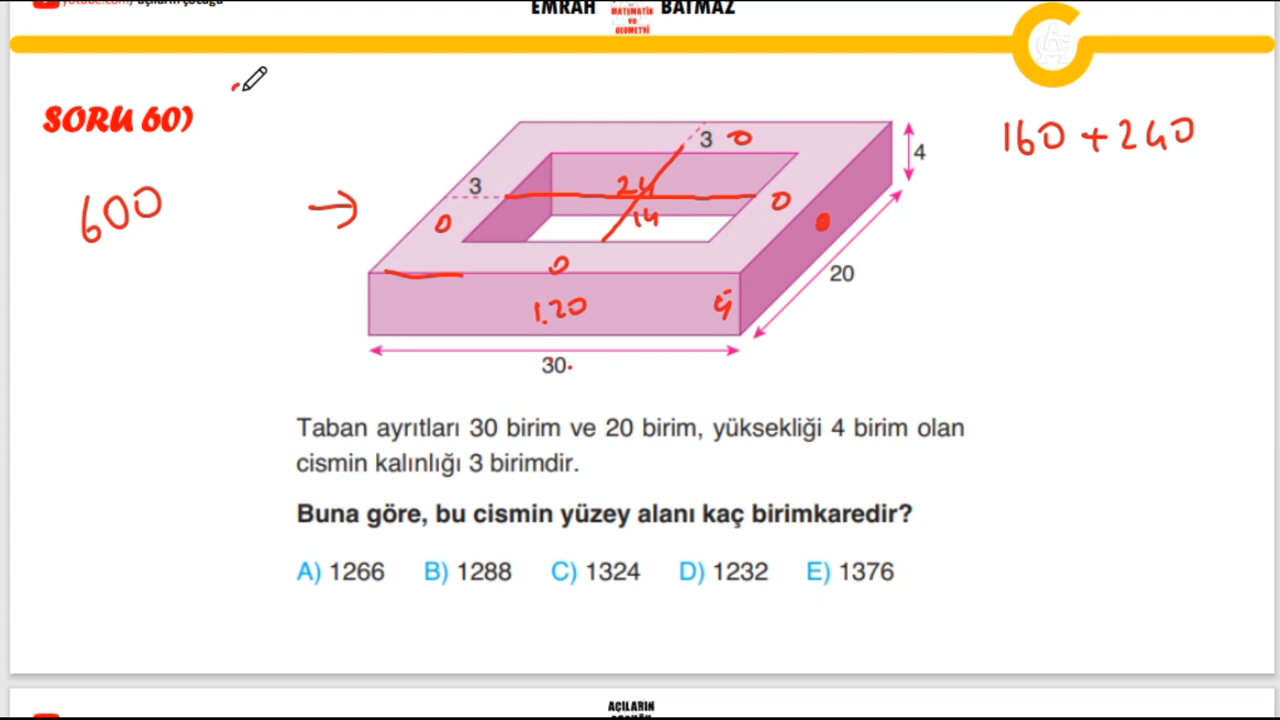 EMRAH MATEMATİK ve GEOMETRİ BATMAZ
SORU 60)
160 + 240
600
3 0
4
3
24
14
0
0
0
1.20
4
20
30
Taban ayrıtları 30 birim ve 20 birim, yüksekliği 4 birim olan
cismin kalınlığı 3 birimdir.
Buna göre, bu cismin yüzey alanı kaç birimkaredir?
A) 1266 B) 1288 C) 1324 D) 1232 E) 1376
AÇILARIN